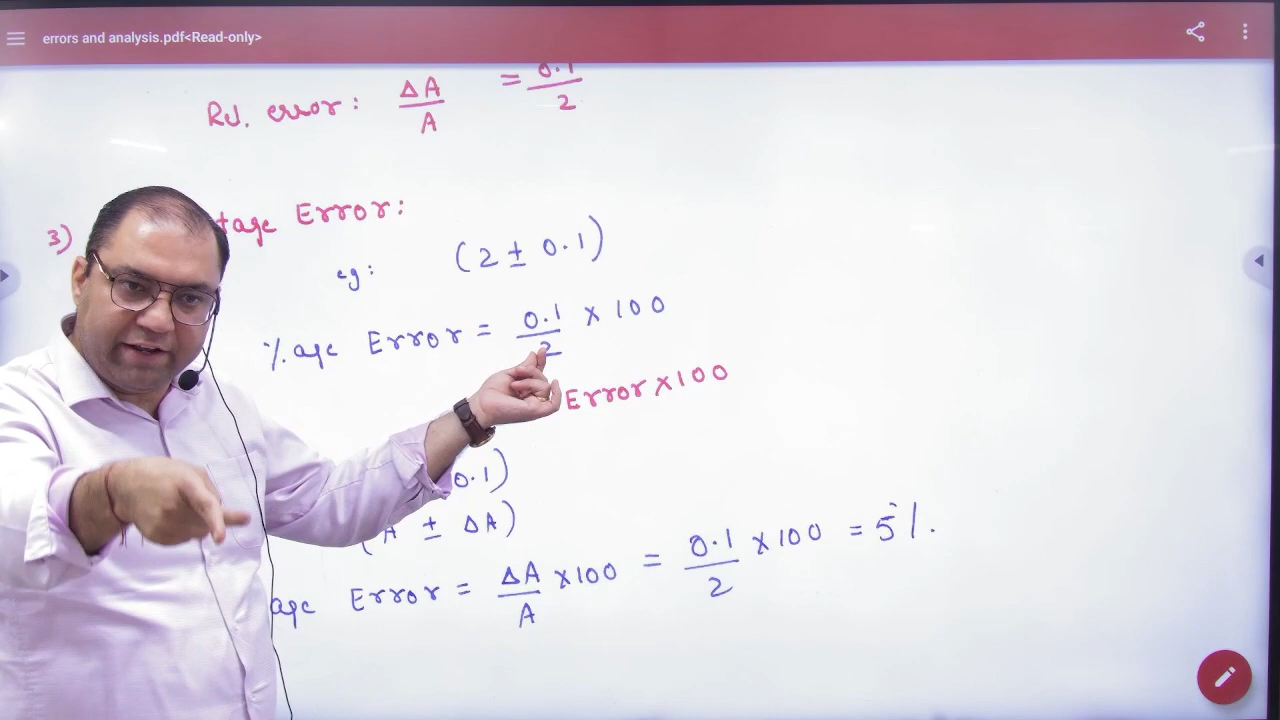 errors and analysis.pdf<Read-only>
Rel. error: ΔA/A = 0.1/2
3) tage Error:
eg: (2 ± 0.1)
%age Error = 0.1/2 × 100
Error × 100
0.1)
(A ± ΔA)
age Error = ΔA/A × 100 = 0.1/2 × 100 = 5%.